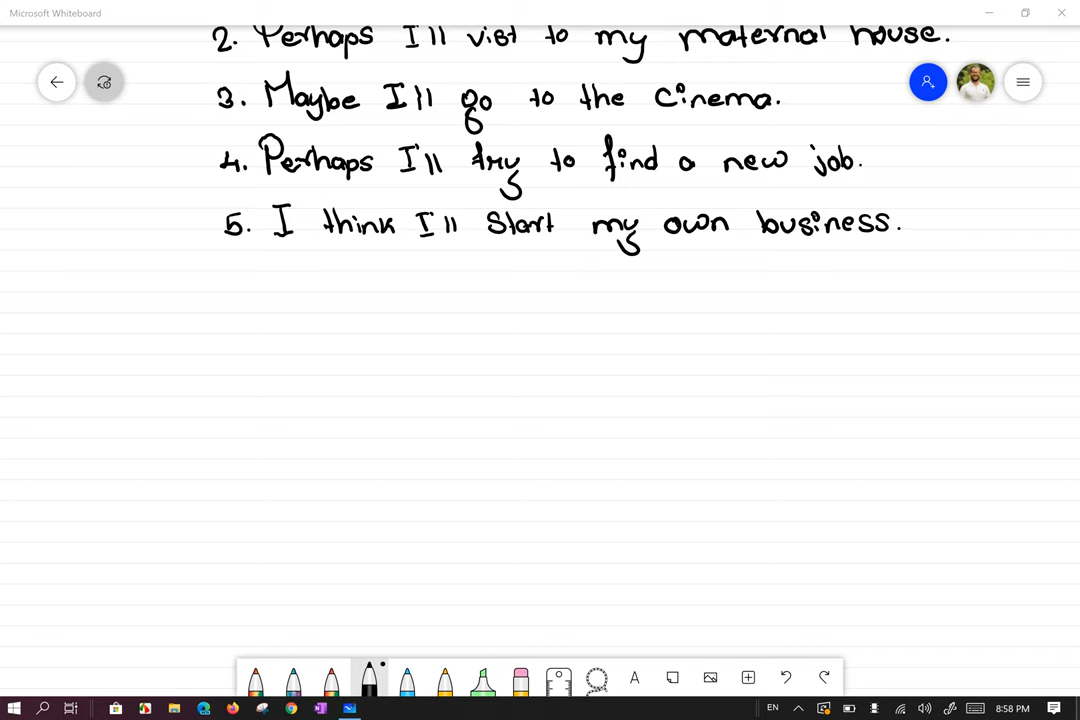 Microsoft Whiteboard
2. Perhaps I'll vist to my maternal house.
3. Maybe I'll go to the cinema.
4. Perhaps I'll try to find a new job.
5. I think I'll Start my own business.
A
EN
8:58 PM